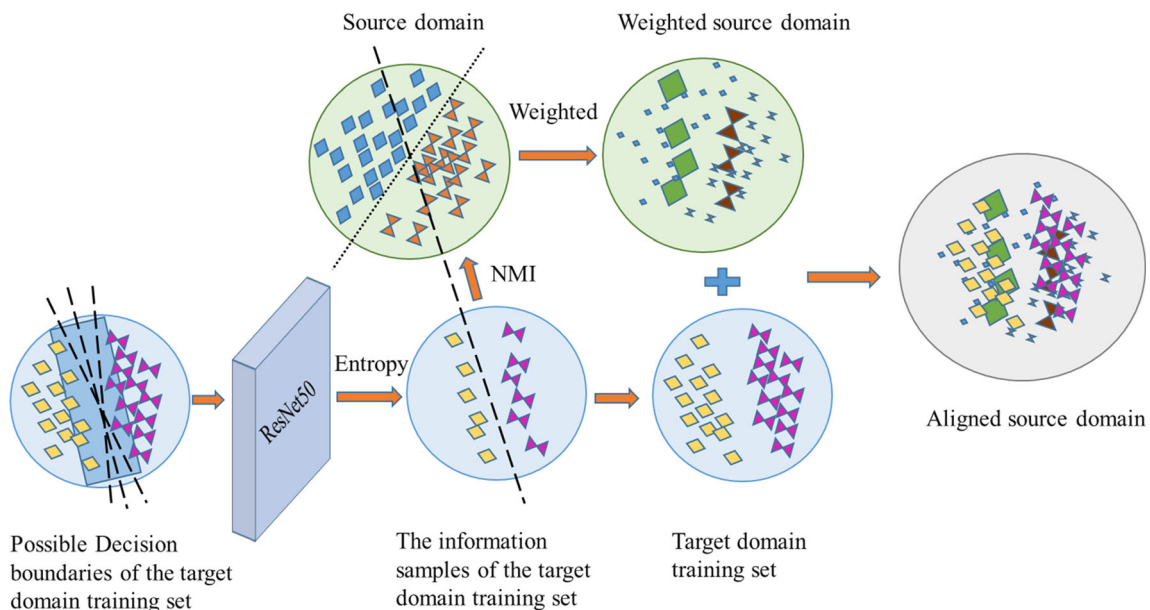 Source domain
Weighted source domain
Weighted
NMI
Entropy
ResNet50
Aligned source domain
Possible Decision
boundaries of the target
domain training set
The information
samples of the target
domain training set
Target domain
training set